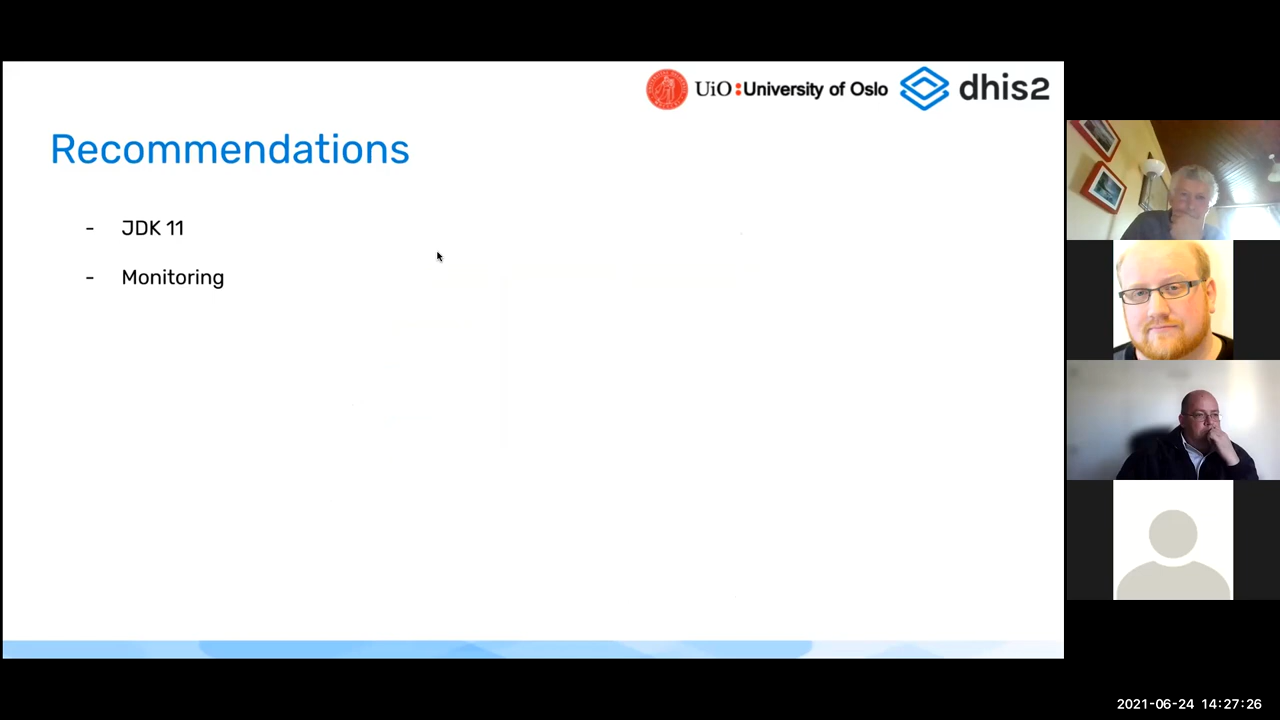 UiO:University of Oslo dhis2
Recommendations
- JDK 11
- Monitoring
2021-06-24 14:27:26